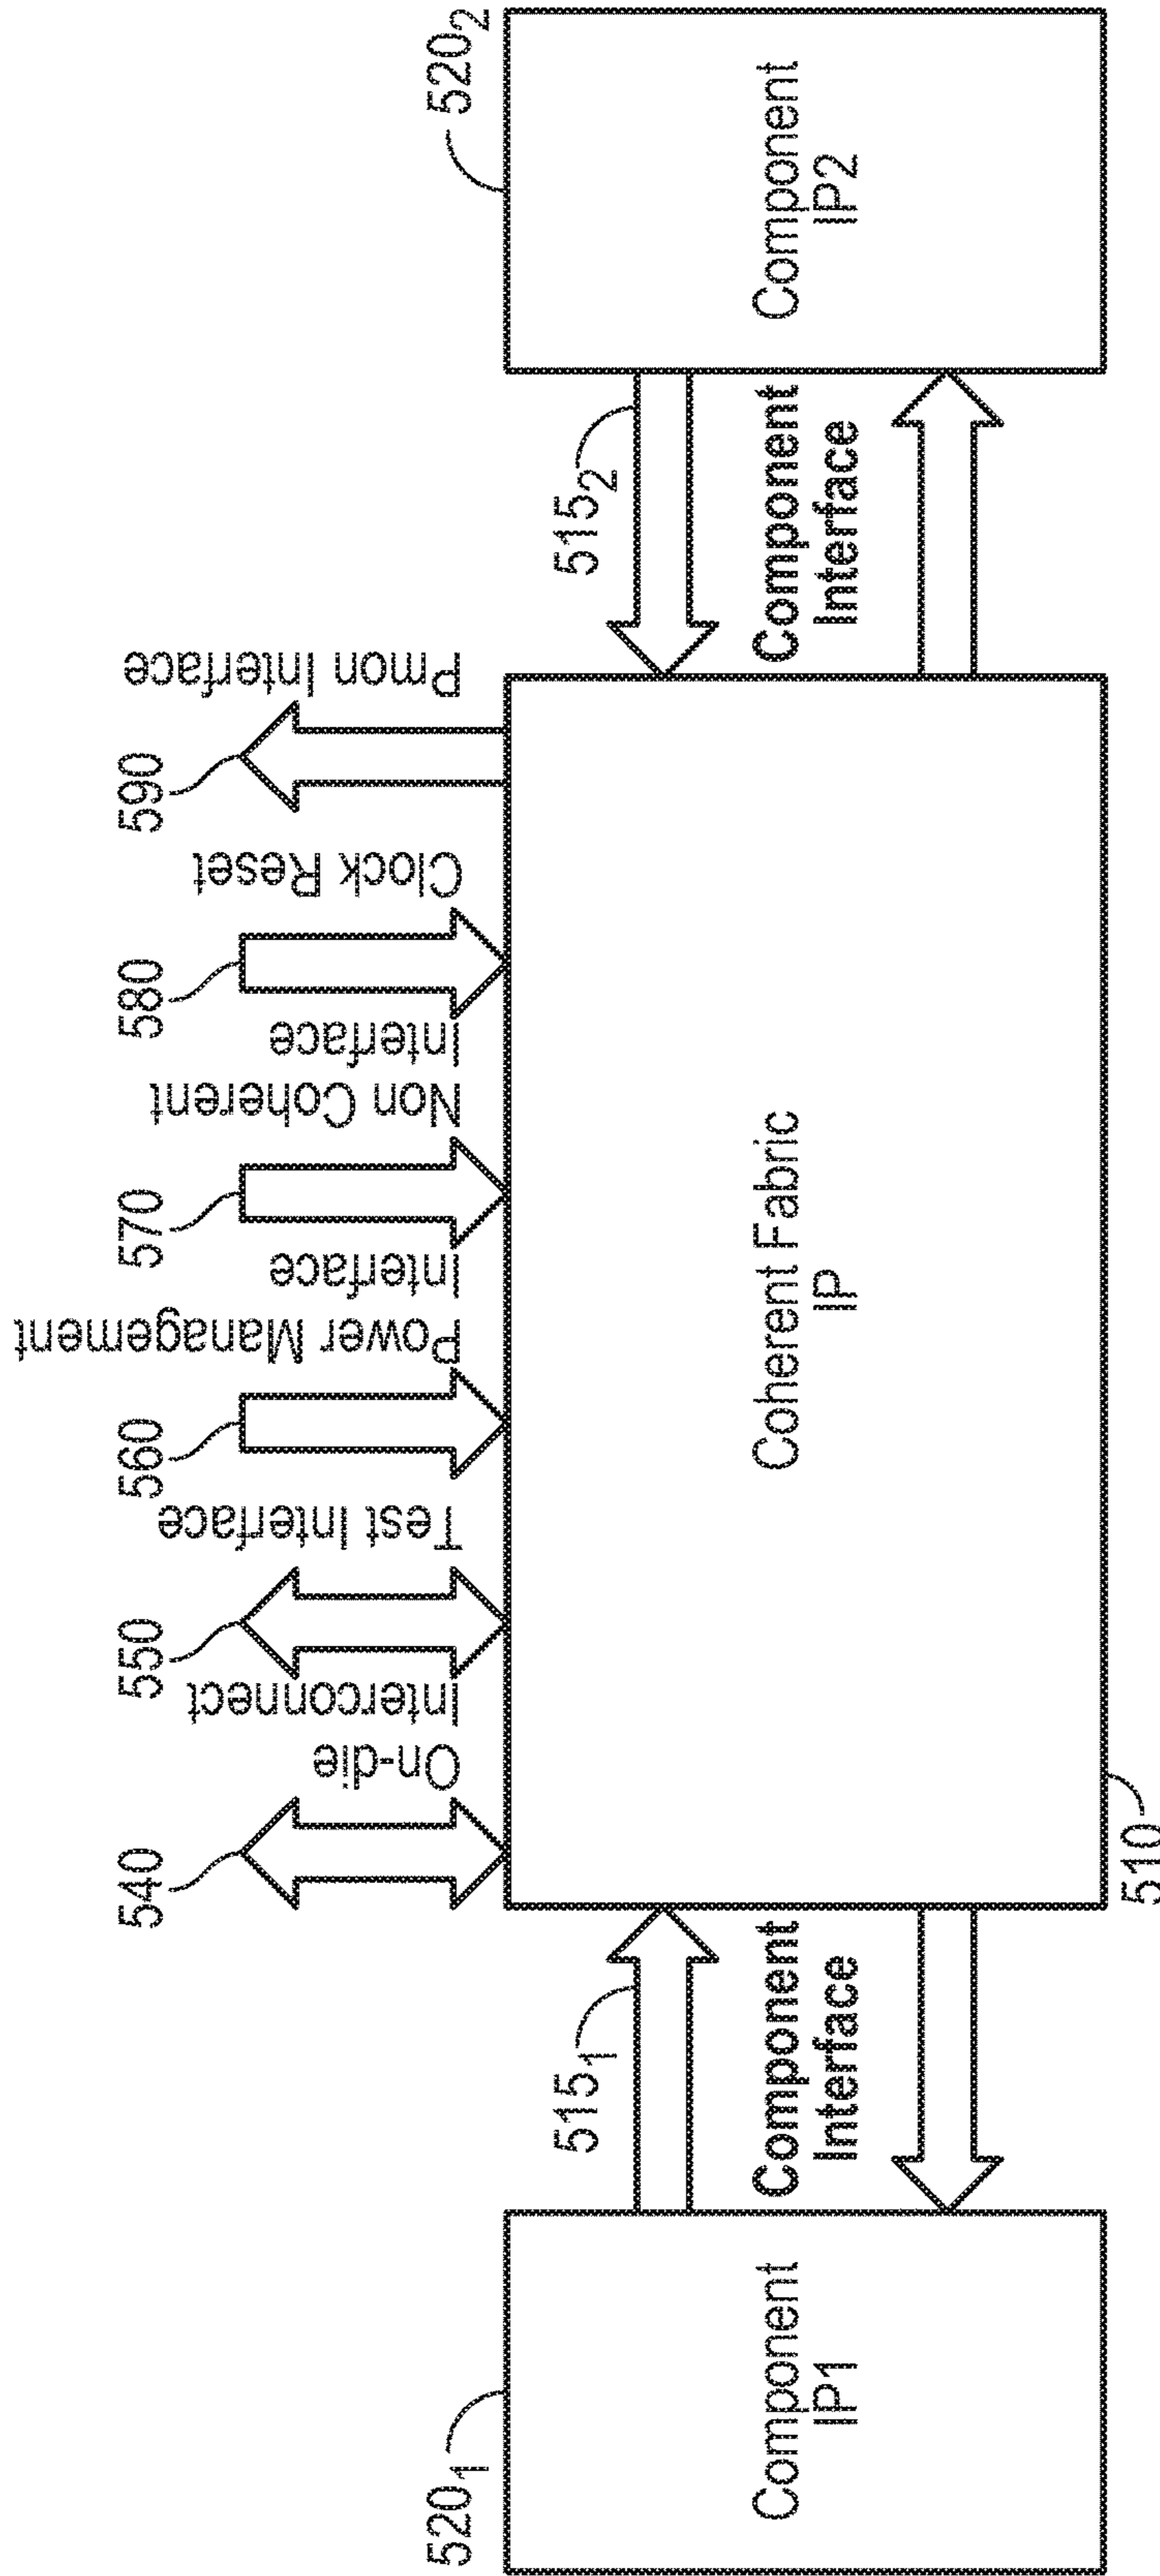 540
On-die
Interconnect
550
Test Interface
560
Power Management
Interface
570
Non Coherent
Interface
580
Clock Reset
590
Pmon Interface
520₁
Component
IP1
515₁
Component
Interface
Coherent Fabric
IP
510
515₂
Component
Interface
520₂
Component
IP2